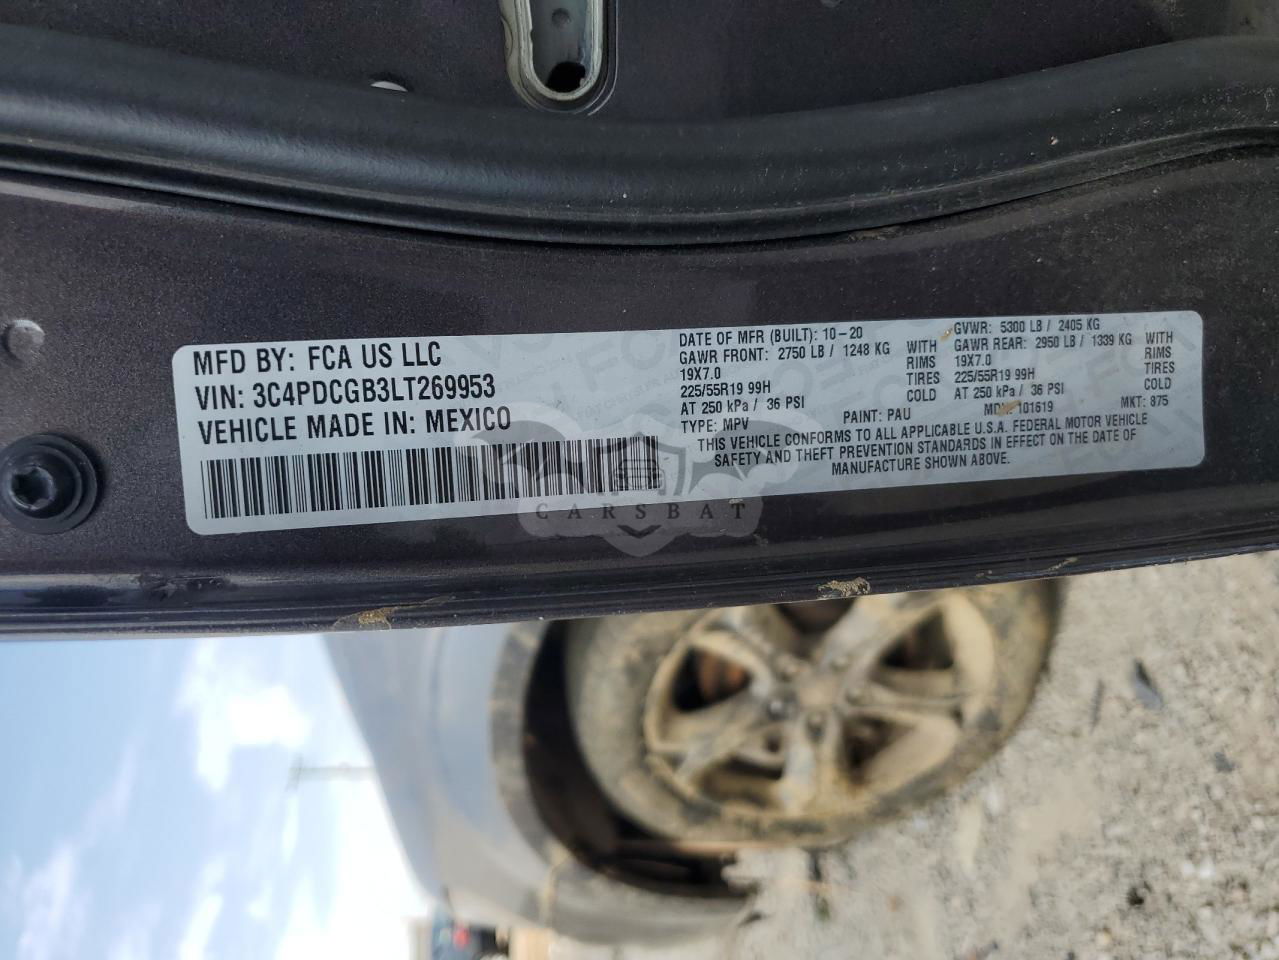 MFD BY: FCA US LLC
VIN: 3C4PDCGB3LT269953
VEHICLE MADE IN: MEXICO
DATE OF MFR (BUILT): 10-20 GVWR: 5300 LB / 2405 KG
GAWR FRONT: 2750 LB / 1248 KG WITH GAWR REAR: 2950 LB / 1339 KG WITH
19X7.0 RIMS 19X7.0 RIMS
225/55R19 99H TIRES 225/55R19 99H TIRES
AT 250 kPa / 36 PSI COLD AT 250 kPa / 36 PSI COLD
TYPE: MPV PAINT: PAU 101619 MKT: 875
THIS VEHICLE CONFORMS TO ALL APPLICABLE U.S.A. FEDERAL MOTOR VEHICLE
SAFETY AND THEFT PREVENTION STANDARDS IN EFFECT ON THE DATE OF
MANUFACTURE SHOWN ABOVE.
CARSBAT